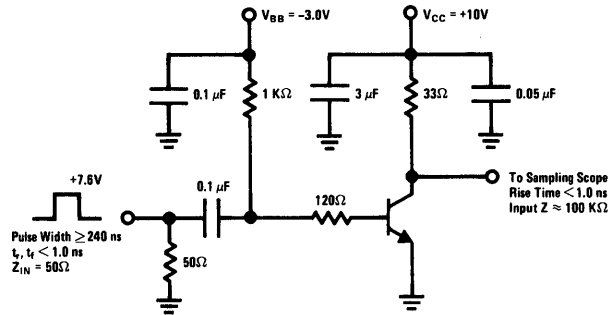 V_BB = -3.0V
V_CC = +10V
0.1 μF
1 KΩ
3 μF
33Ω
0.05 μF
+7.6V
0.1 μF
120Ω
To Sampling Scope
Rise Time < 1.0 ns
Input Z ≈ 100 KΩ
Pulse Width ≥ 240 ns
t_r, t_f < 1.0 ns
Z_IN = 50Ω
50Ω